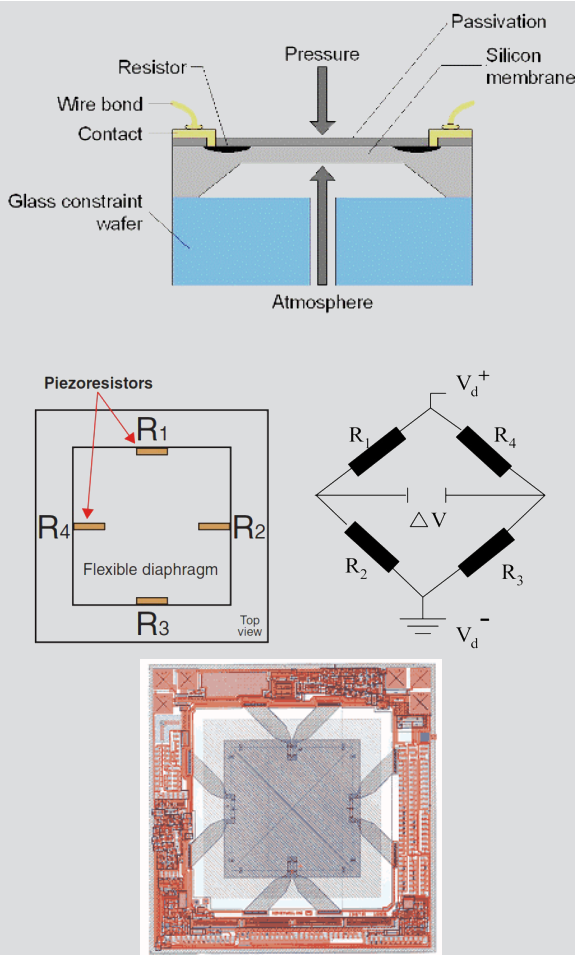 Passivation
Pressure
Silicon
membrane
Resistor
Wire bond
Contact
Glass constraint
wafer
Atmosphere
Piezoresistors
R1
R4
R2
Flexible diaphragm
R3
Top
view
Vd+
R1
R4
△V
R2
R3
Vd-